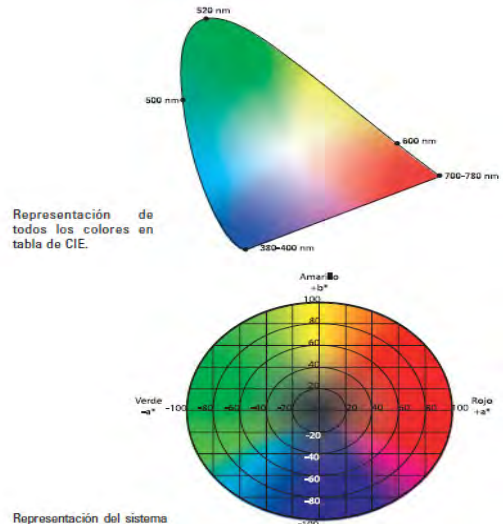 520 nm
500 nm
600 nm
700-780 nm
380-400 nm
Representación de
todos los colores en
tabla de CIE.
Amarillo
+b*
100
80
60
40
20
Verde
-a*
-100 -80 -60 -40 -20 20 40 60 80 100
Rojo
+a*
-20
-40
-60
-80
-100
Representación del sistema